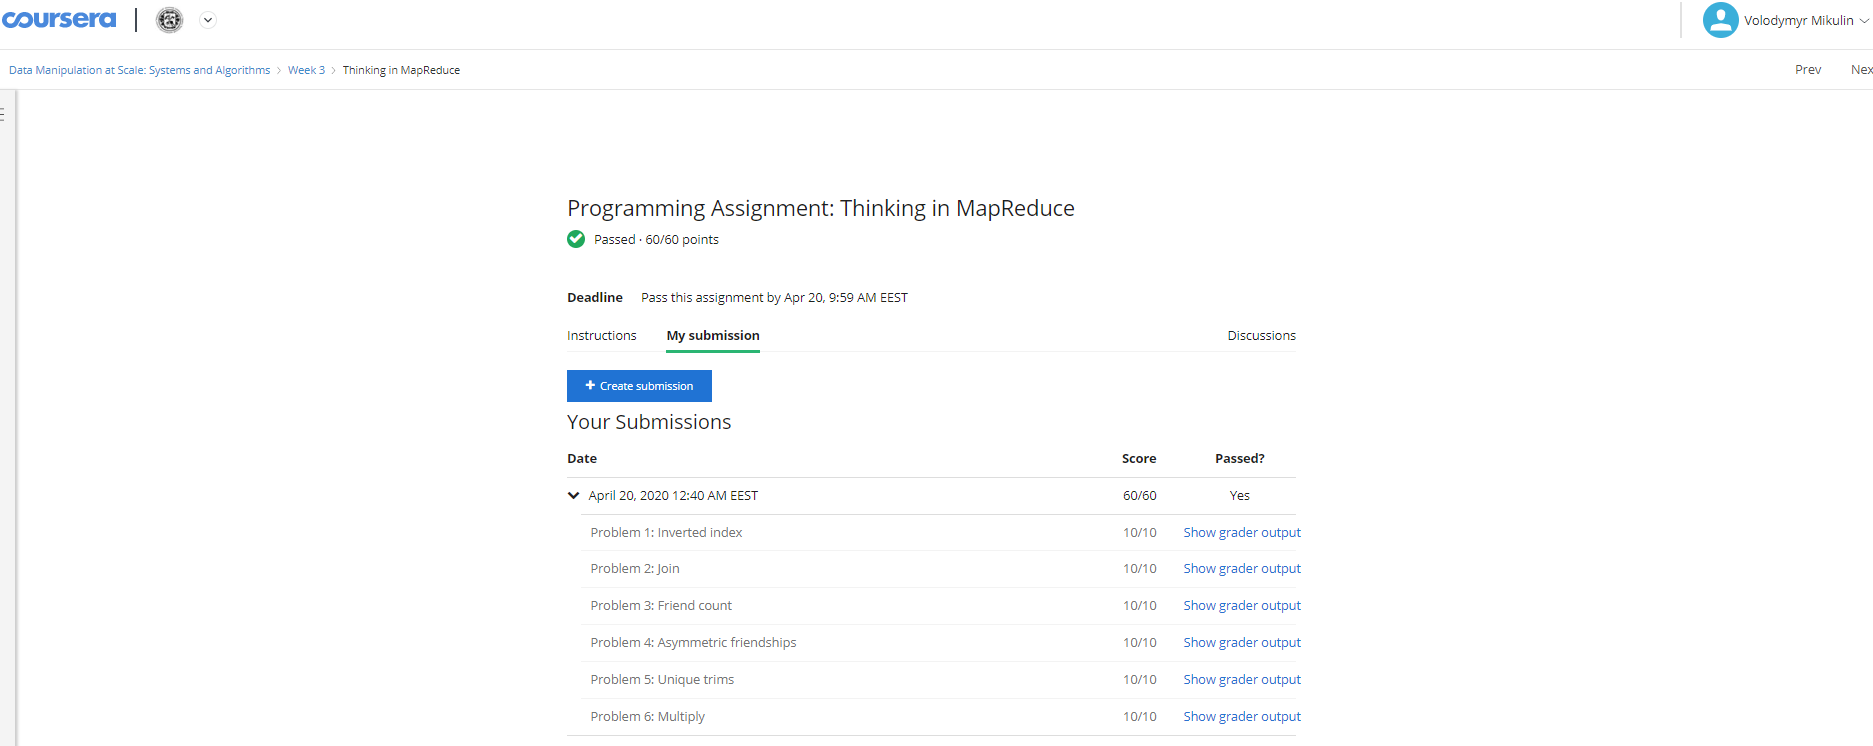 coursera
Volodymyr Mikulin
Data Manipulation at Scale: Systems and Algorithms > Week 3 > Thinking in MapReduce
Prev Nex
Programming Assignment: Thinking in MapReduce
Passed · 60/60 points
Deadline Pass this assignment by Apr 20, 9:59 AM EEST
Instructions My submission Discussions
+ Create submission
Your Submissions
Date Score Passed?
April 20, 2020 12:40 AM EEST 60/60 Yes
Problem 1: Inverted index 10/10 Show grader output
Problem 2: Join 10/10 Show grader output
Problem 3: Friend count 10/10 Show grader output
Problem 4: Asymmetric friendships 10/10 Show grader output
Problem 5: Unique trims 10/10 Show grader output
Problem 6: Multiply 10/10 Show grader output